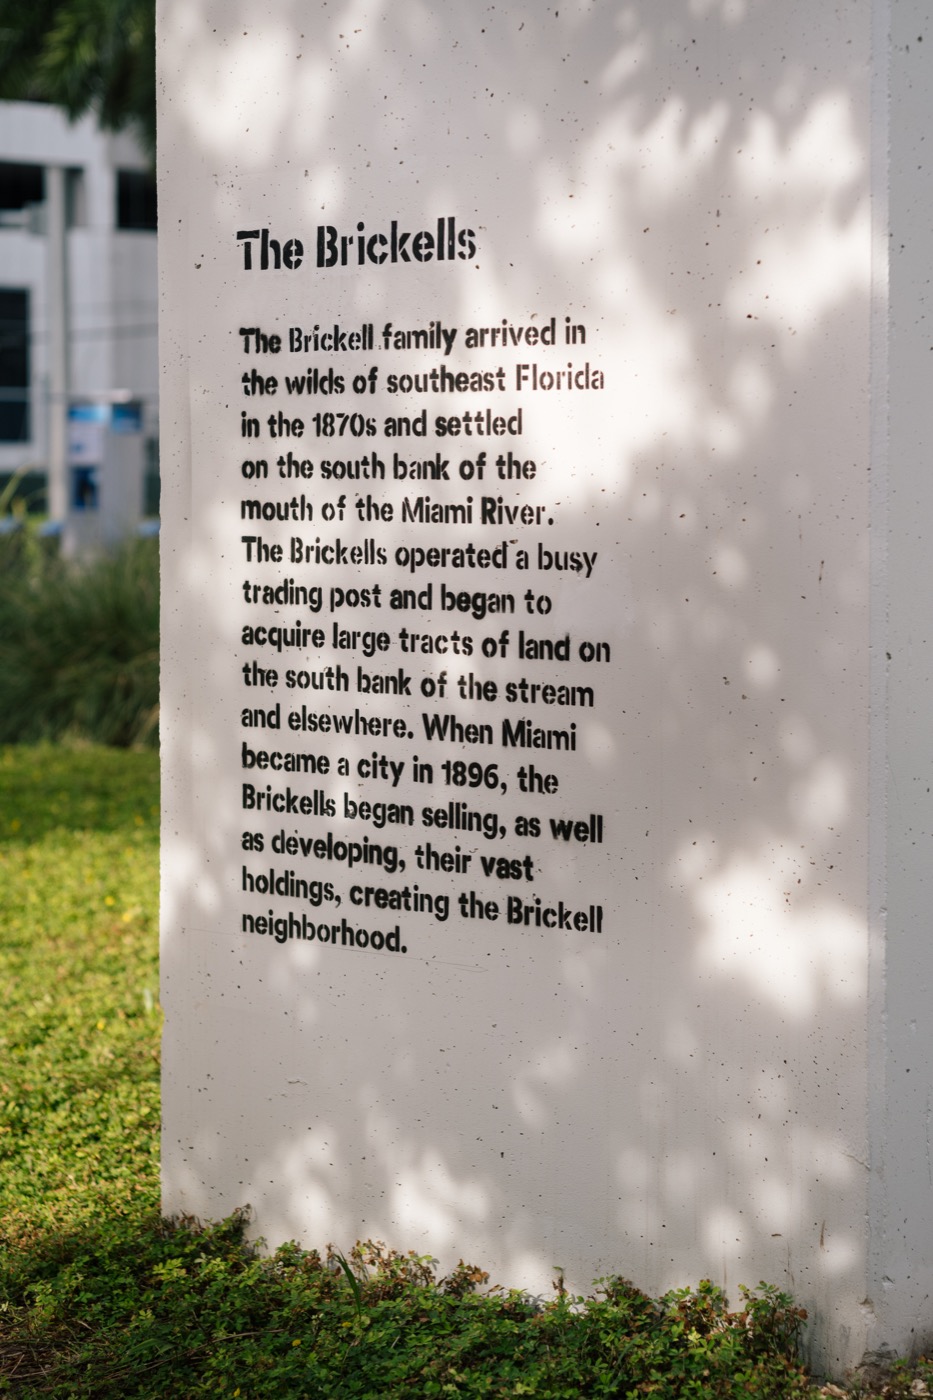 The Brickells
The Brickell family arrived in
the wilds of southeast Florida
in the 1870s and settled
on the south bank of the
mouth of the Miami River.
The Brickells operated a busy
trading post and began to
acquire large tracts of land on
the south bank of the stream
and elsewhere. When Miami
became a city in 1896, the
Brickells began selling, as well
as developing, their vast
holdings, creating the Brickell
neighborhood.